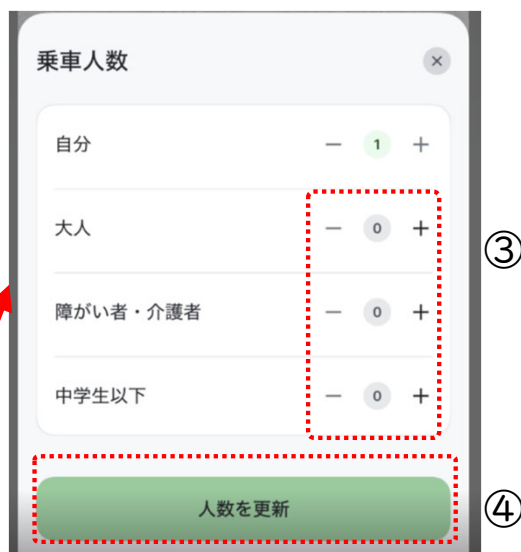 乗車人数 ×
自分 − 1 +
大人 − 0 +
③
障がい者・介護者 − 0 +
中学生以下 − 0 +
人数を更新
④